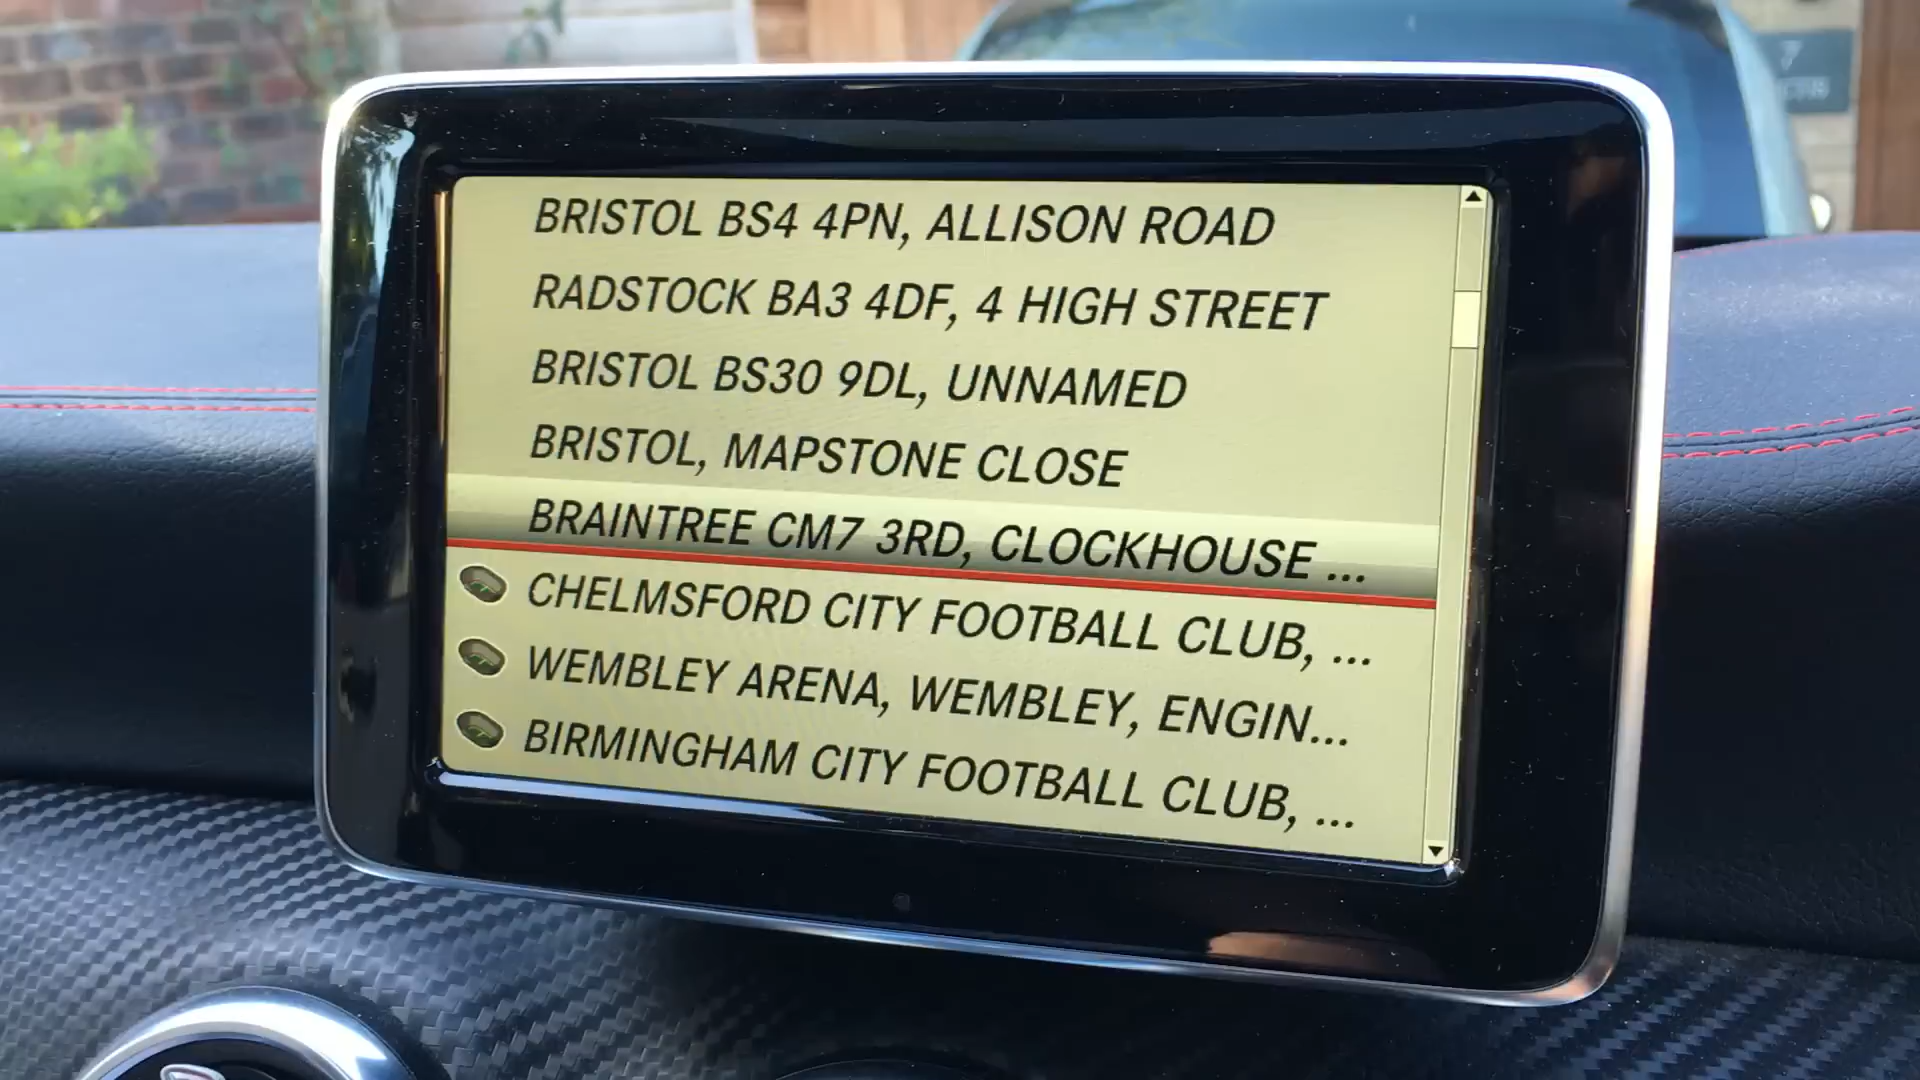 BRISTOL BS4 4PN, ALLISON ROAD
RADSTOCK BA3 4DF, 4 HIGH STREET
BRISTOL BS30 9DL, UNNAMED
BRISTOL, MAPSTONE CLOSE
BRAINTREE CM7 3RD, CLOCKHOUSE ...
CHELMSFORD CITY FOOTBALL CLUB, ...
WEMBLEY ARENA, WEMBLEY, ENGIN...
BIRMINGHAM CITY FOOTBALL CLUB, ...
7